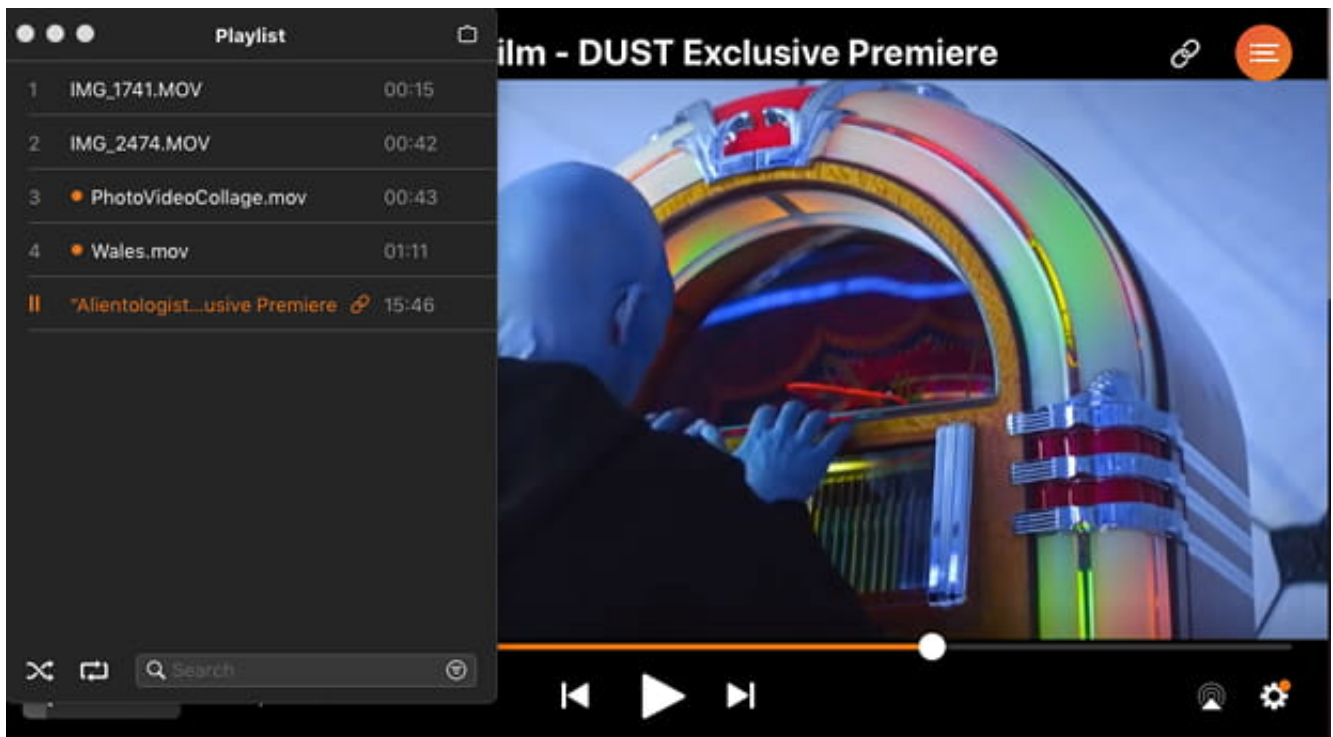 Playlist
ilm - DUST Exclusive Premiere
1 IMG_1741.MOV 00:15
2 IMG_2474.MOV 00:42
3 PhotoVideoCollage.mov 00:43
4 Wales.mov 01:11
"Alientologist...usive Premiere 15:46
Search